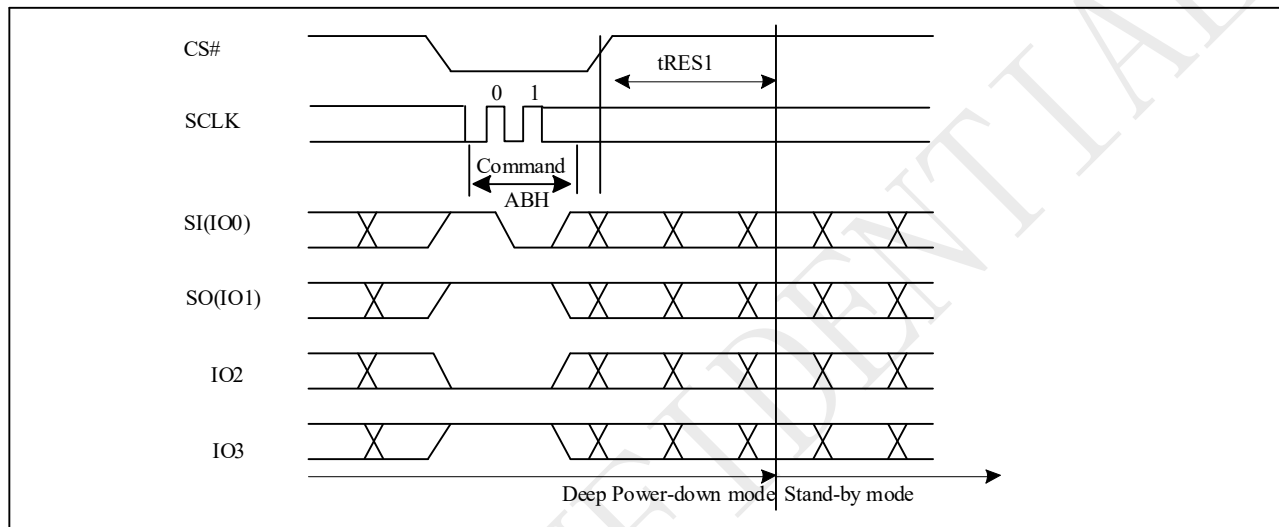 CS#
tRES1
0 1
SCLK
Command
ABH
SI(IO0)
SO(IO1)
IO2
IO3
Deep Power-down mode Stand-by mode